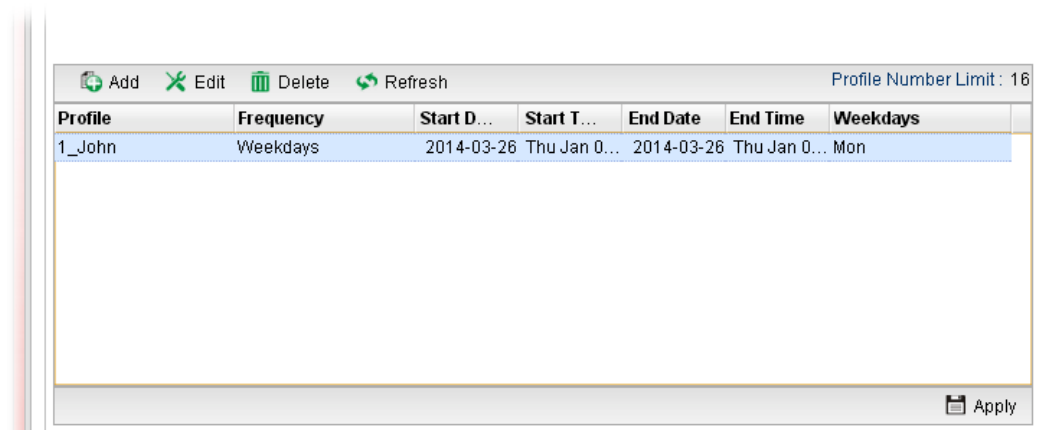 Add Edit Delete Refresh Profile Number Limit : 16
Profile Frequency Start D... Start T... End Date End Time Weekdays
1_John Weekdays 2014-03-26 Thu Jan 0... 2014-03-26 Thu Jan 0... Mon
Apply